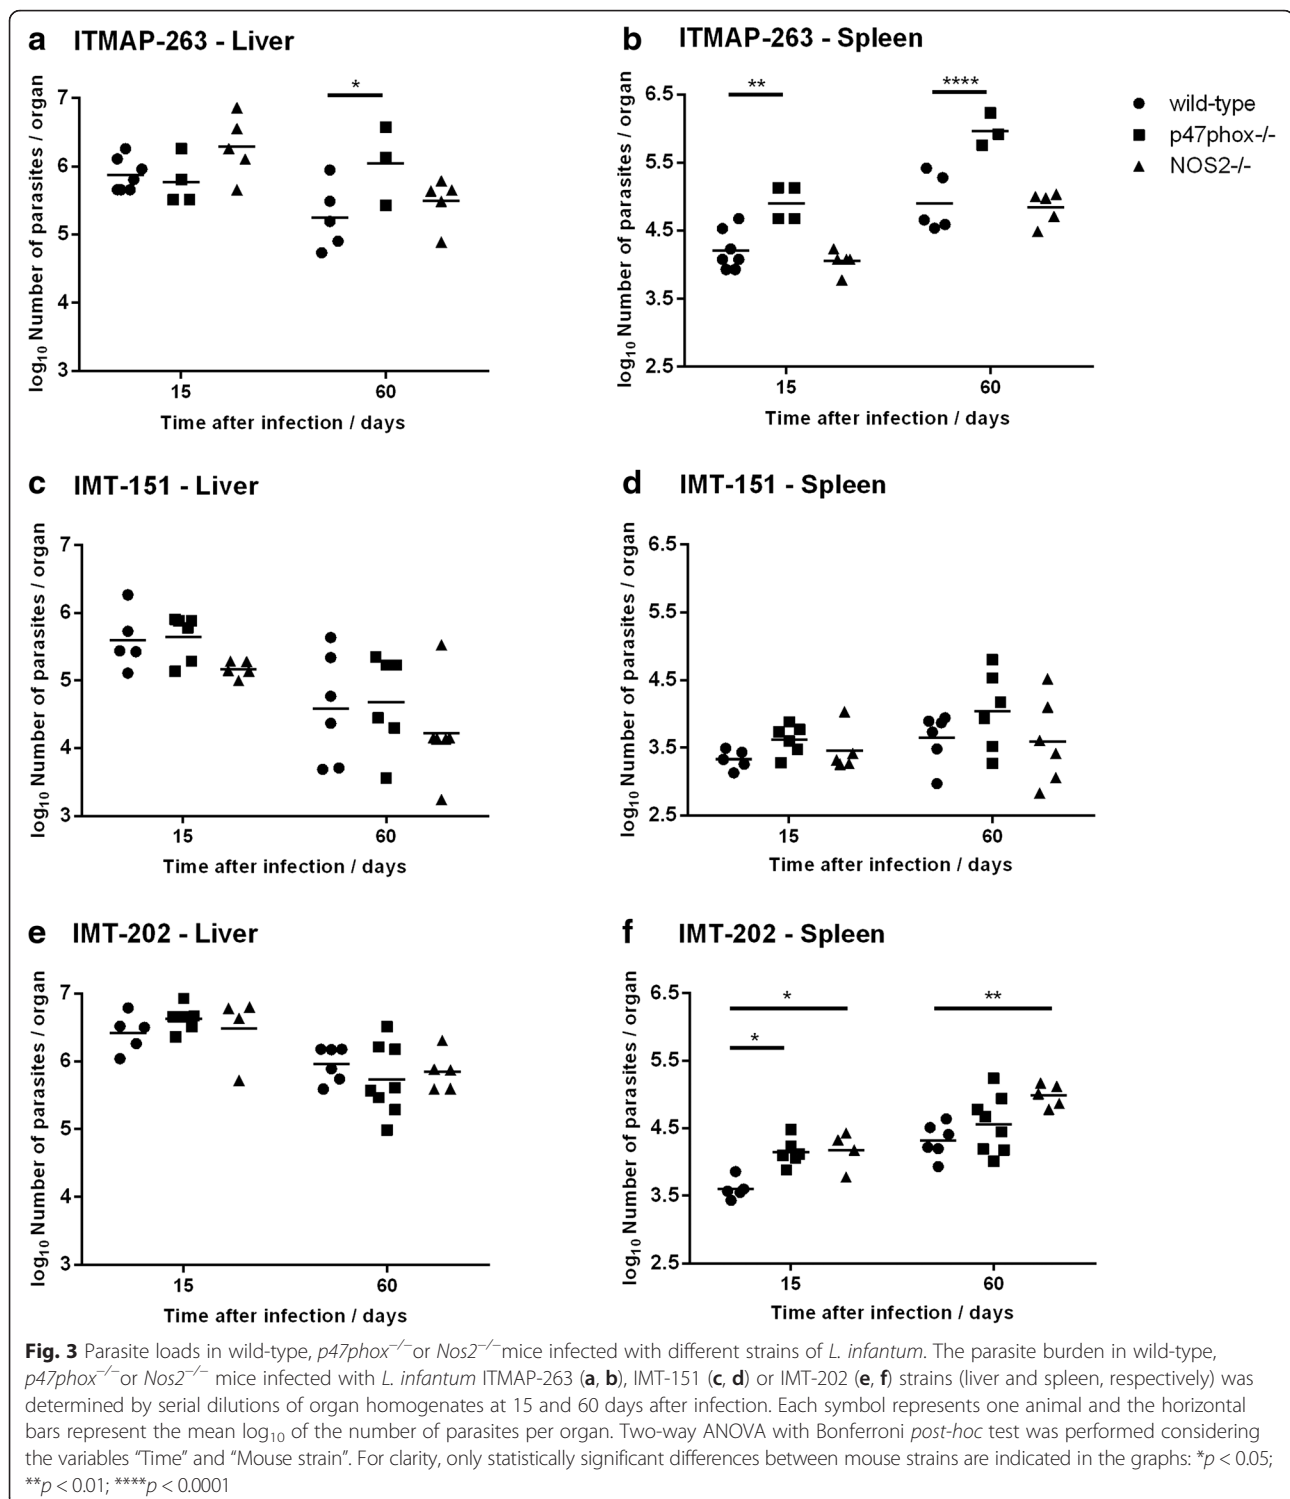 a ITMAP-263 - Liver
log10 Number of parasites / organ
7
6
5
4
3
*
15
60
Time after infection / days
b ITMAP-263 - Spleen
log10 Number of parasites / organ
6.5
5.5
4.5
3.5
2.5
**
****
15
60
Time after infection / days
wild-type
p47phox-/-
NOS2-/-
c IMT-151 - Liver
log10 Number of parasites / organ
7
6
5
4
3
15
60
Time after infection / days
d IMT-151 - Spleen
log10 Number of parasites / organ
6.5
5.5
4.5
3.5
2.5
15
60
Time after infection / days
e IMT-202 - Liver
log10 Number of parasites / organ
7
6
5
4
3
15
60
Time after infection / days
f IMT-202 - Spleen
log10 Number of parasites / organ
6.5
5.5
4.5
3.5
2.5
*
*
**
15
60
Time after infection / days
Fig. 3 Parasite loads in wild-type, p47phox−/−or Nos2−/−mice infected with different strains of L. infantum. The parasite burden in wild-type,
p47phox−/−or Nos2−/− mice infected with L. infantum ITMAP-263 (a, b), IMT-151 (c, d) or IMT-202 (e, f) strains (liver and spleen, respectively) was
determined by serial dilutions of organ homogenates at 15 and 60 days after infection. Each symbol represents one animal and the horizontal
bars represent the mean log10 of the number of parasites per organ. Two-way ANOVA with Bonferroni post-hoc test was performed considering
the variables “Time” and “Mouse strain”. For clarity, only statistically significant differences between mouse strains are indicated in the graphs: *p < 0.05;
**p < 0.01; ****p < 0.0001